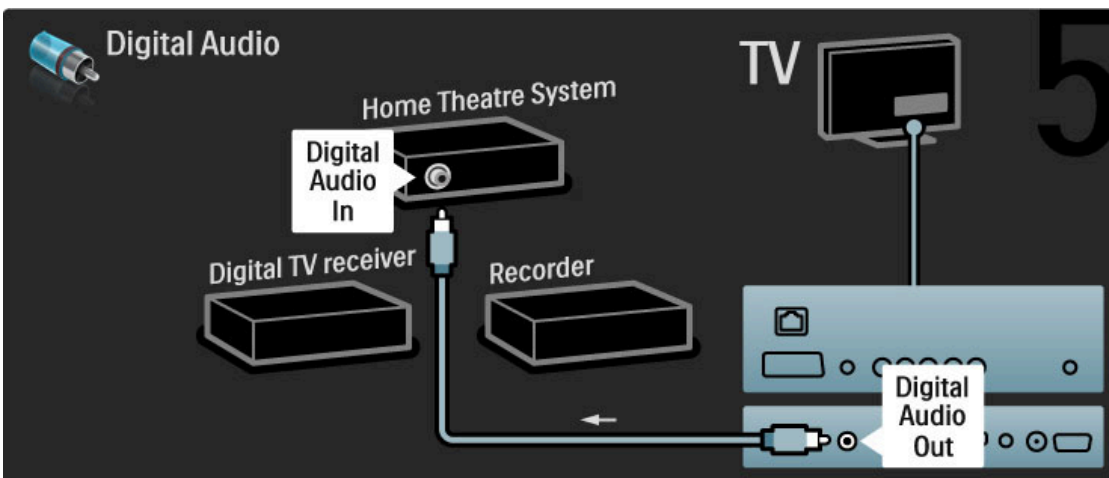 Digital Audio
TV
5
Home Theatre System
Digital
Audio
In
Digital TV receiver
Recorder
Digital
Audio
Out